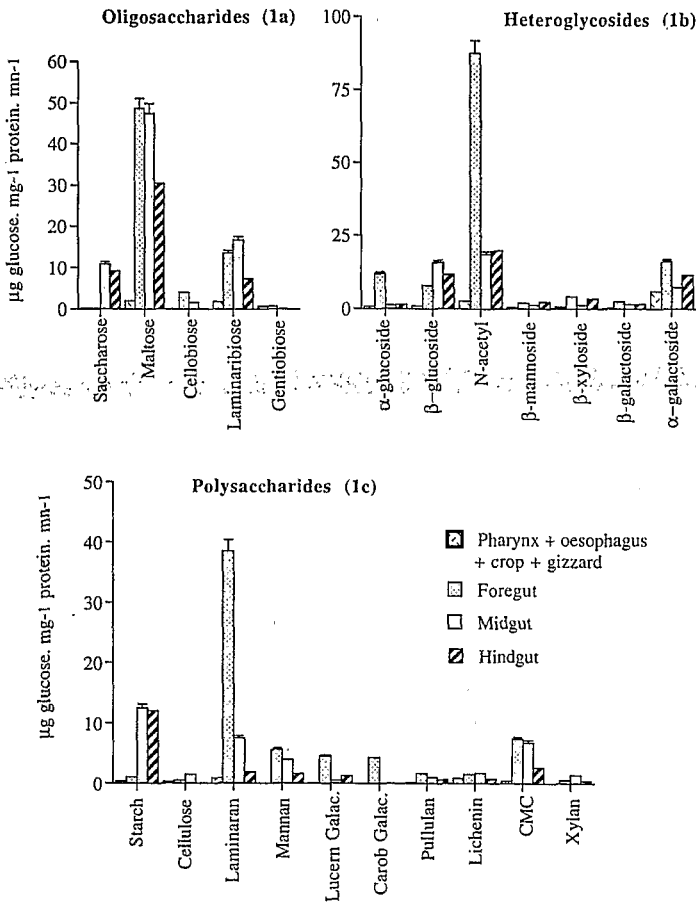 Oligosaccharides (1a)
µg glucose. mg-1 protein. mn-1
60
50
40
30
20
10
0
Saccharose
Maltose
Cellobiose
Laminaribiose
Gentiobiose
Heteroglycosides (1b)
100
75
50
25
0
α-glucoside
β-glucoside
N-acetyl
β-mannoside
β-xyloside
β-galactoside
α-galactoside
Polysaccharides (1c)
µg glucose. mg-1 protein. mn-1
50
40
30
20
10
0
Starch
Cellulose
Laminaran
Mannan
Lucern Galac.
Carob Galac.
Pullulan
Lichenin
CMC
Xylan
Pharynx + oesophagus
+ crop + gizzard
Foregut
Midgut
Hindgut